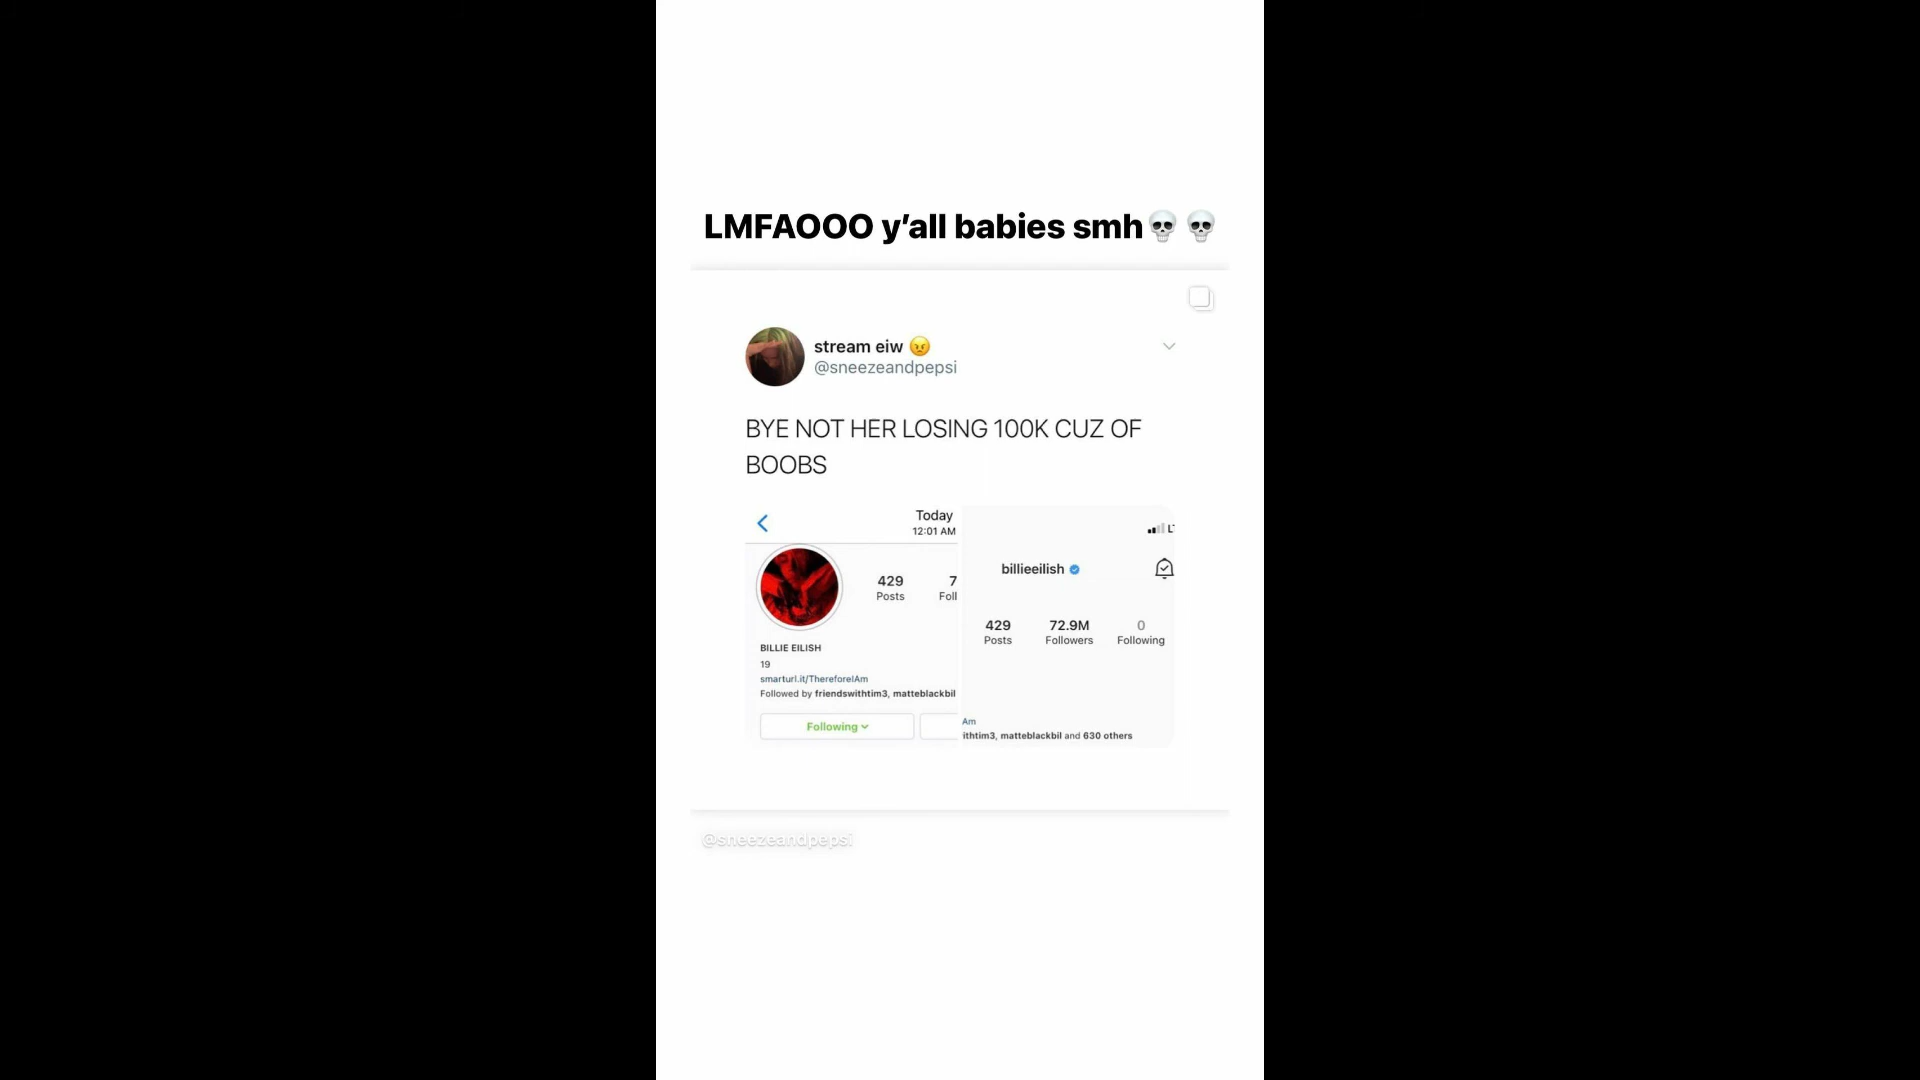 LMFAOOO y’all babies smh💀💀
stream eiw 😠
@sneezeandpepsi
BYE NOT HER LOSING 100K CUZ OF
BOOBS
Today
12:01 AM
429
Posts
7
Foll
BILLIE EILISH
19
smarturl.it/ThereforeIAm
Followed by friendswithtim3, matteblackbil
Following
billieeilish
429
Posts
72.9M
Followers
0
Following
Am
ithtim3, matteblackbil and 630 others
@sneezeandpepsi